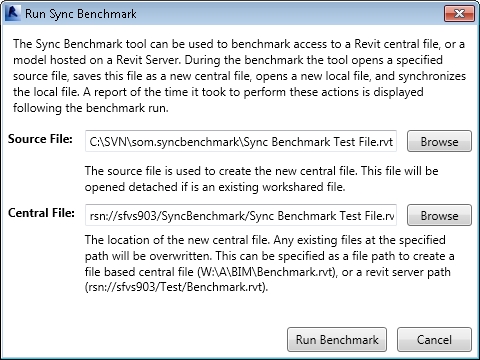 Run Sync Benchmark
The Sync Benchmark tool can be used to benchmark access to a Revit central file, or a
model hosted on a Revit Server. During the benchmark the tool opens a specified
source file, saves this file as a new central file, opens a new local file, and synchronizes
the local file. A report of the time it took to perform these actions is displayed
following the benchmark run.
Source File: C:\SVN\som.syncbenchmark\Sync Benchmark Test File.rvt Browse
The source file is used to create the new central file. This file will be
opened detached if is an existing workshared file.
Central File: rsn://sfvs903/SyncBenchmark/Sync Benchmark Test File.rv Browse
The location of the new central file. Any existing files at the specified
path will be overwritten. This can be specified as a file path to create a
file based central file (W:\A\BIM\Benchmark.rvt), or a revit server path
(rsn://sfvs903/Test/Benchmark.rvt).
Run Benchmark Cancel